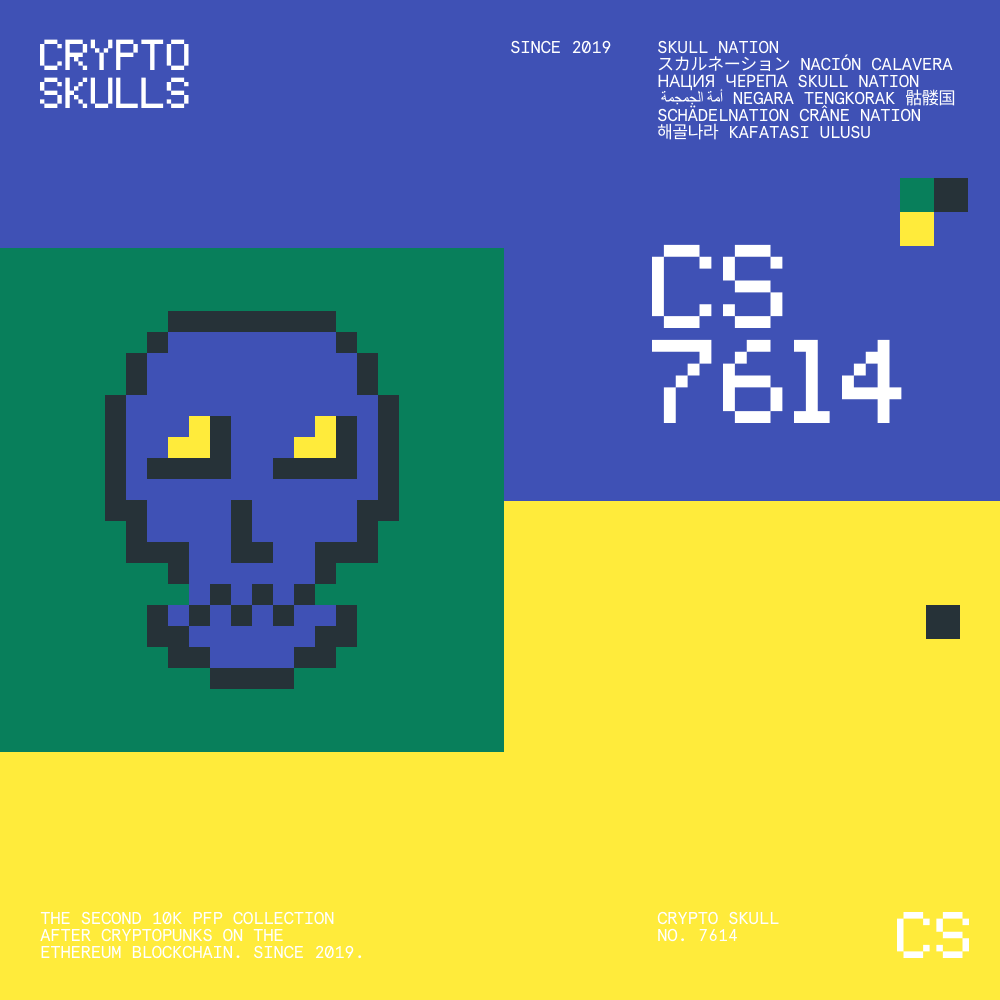 CRYPTO
SKULLS
SINCE 2019
SKULL NATION
スカルネーション NACIÓN CALAVERA
НАЦИЯ ЧЕРЕПА SKULL NATION
أمة الجمجمة NEGARA TENGKORAK 骷髅国
SCHÄDELNATION CRÂNE NATION
해골나라 KAFATASI ULUSU
CS
7614
THE SECOND 10K PFP COLLECTION
AFTER CRYPTOPUNKS ON THE
ETHEREUM BLOCKCHAIN. SINCE 2019.
CRYPTO SKULL
NO. 7614
CS